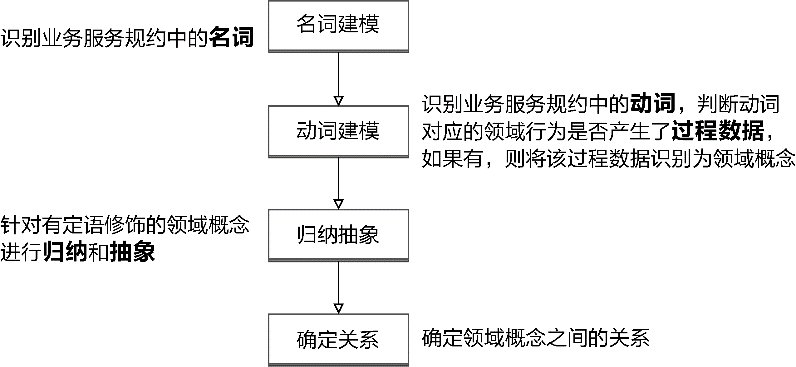 名词建模
识别业务服务规约中的名词
动词建模
识别业务服务规约中的动词，判断动词
对应的领域行为是否产生了过程数据，
如果有，则将该过程数据识别为领域概念
针对有定语修饰的领域概念
进行归纳和抽象
归纳抽象
确定关系
确定领域概念之间的关系